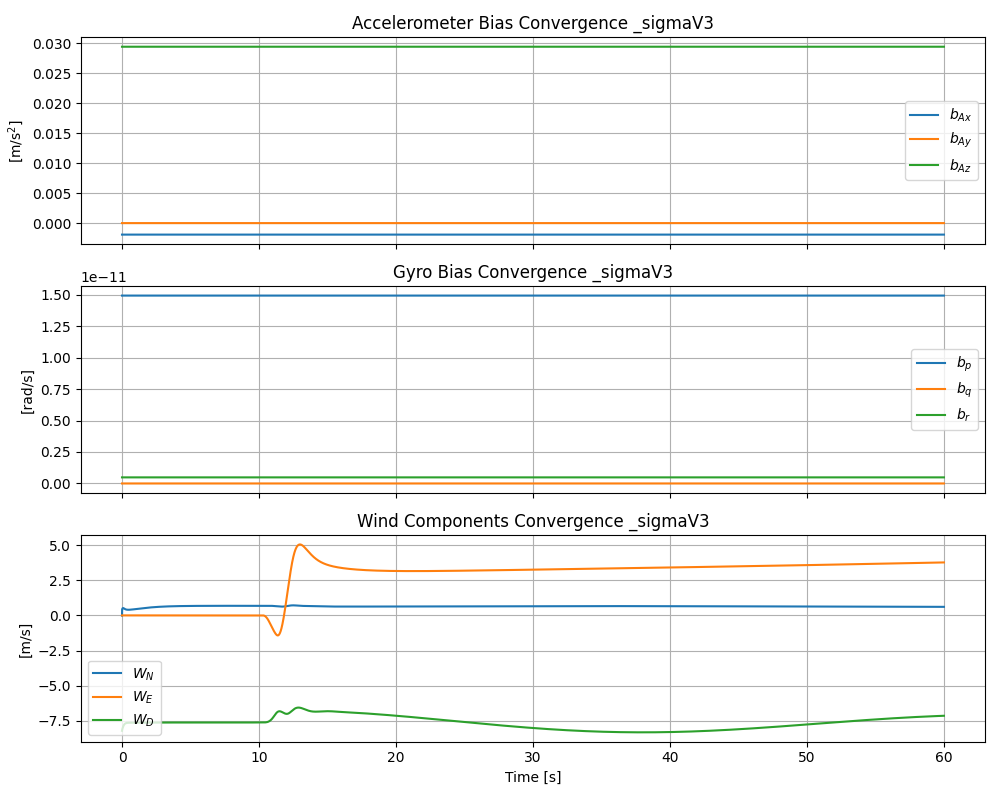 Accelerometer Bias Convergence _sigmaV3
0.030
0.025
0.020
0.015
0.010
0.005
0.000
[m/s²]
b_Ax
b_Ay
b_Az
Gyro Bias Convergence _sigmaV3
1e−11
1.50
1.25
1.00
0.75
0.50
0.25
0.00
[rad/s]
b_p
b_q
b_r
Wind Components Convergence _sigmaV3
5.0
2.5
0.0
−2.5
−5.0
−7.5
[m/s]
W_N
W_E
W_D
0 10 20 30 40 50 60
Time [s]